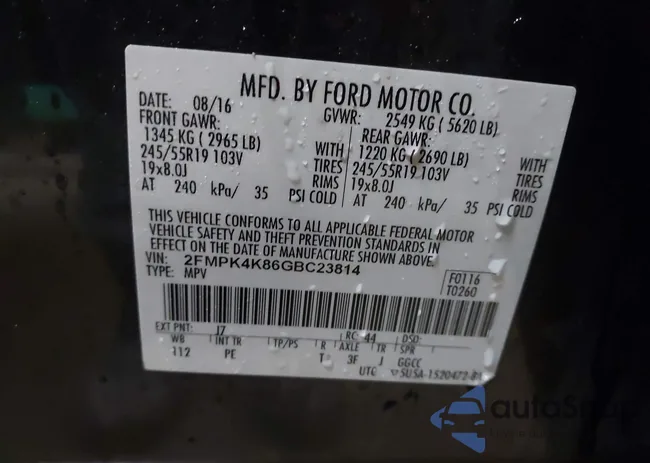 MFD. BY FORD MOTOR CO.
DATE: 08/16 GVWR: 2549 KG ( 5620 LB)
FRONT GAWR: REAR GAWR:
1345 KG ( 2965 LB) WITH 1220 KG ( 2690 LB) WITH
245/55R19 103V TIRES 245/55R19 103V TIRES
19x8.0J RIMS 19x8.0J RIMS
AT 240 kPa/ 35 PSI COLD AT 240 kPa/ 35 PSI COLD
THIS VEHICLE CONFORMS TO ALL APPLICABLE FEDERAL MOTOR
VEHICLE SAFETY AND THEFT PREVENTION STANDARDS IN
EFFECT ON THE DATE OF MANUFACTURE SHOWN ABOVE.
VIN: 2FMPK4K86GBC23814
TYPE: MPV
F0116
T0260
EXT PNT: J7 RC: 44 DSO:
WB INT TR TP/PS R AXLE TR SPR
112 PE T 3F J GGCC
UTC